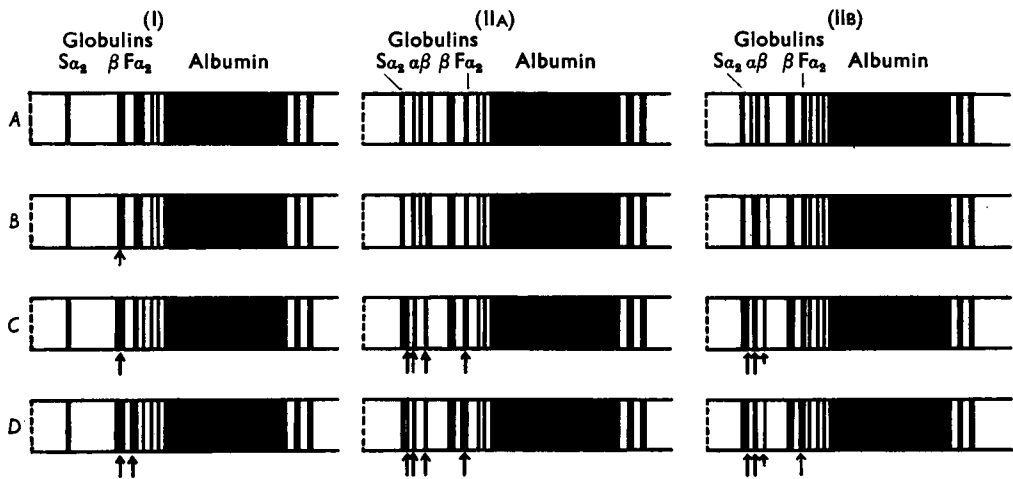 (I) (IIA) (IIB)
Globulins Globulins Globulins
Sα₂ β Fα₂ Albumin Sα₂ αβ β Fα₂ Albumin Sα₂ αβ β Fα₂ Albumin
A
B
C
D